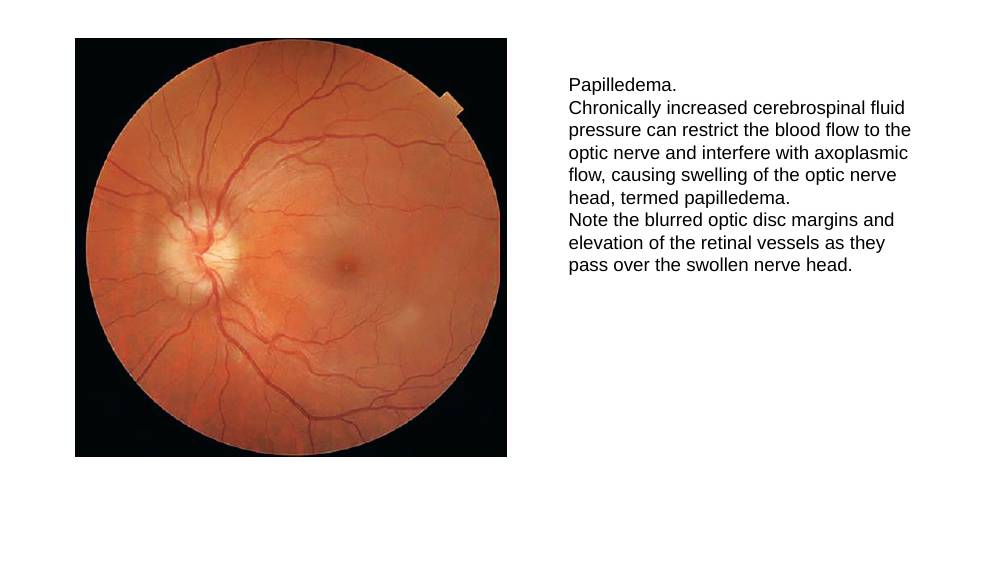 Papilledema.
Chronically increased cerebrospinal fluid
pressure can restrict the blood flow to the
optic nerve and interfere with axoplasmic
flow, causing swelling of the optic nerve
head, termed papilledema.
Note the blurred optic disc margins and
elevation of the retinal vessels as they
pass over the swollen nerve head.